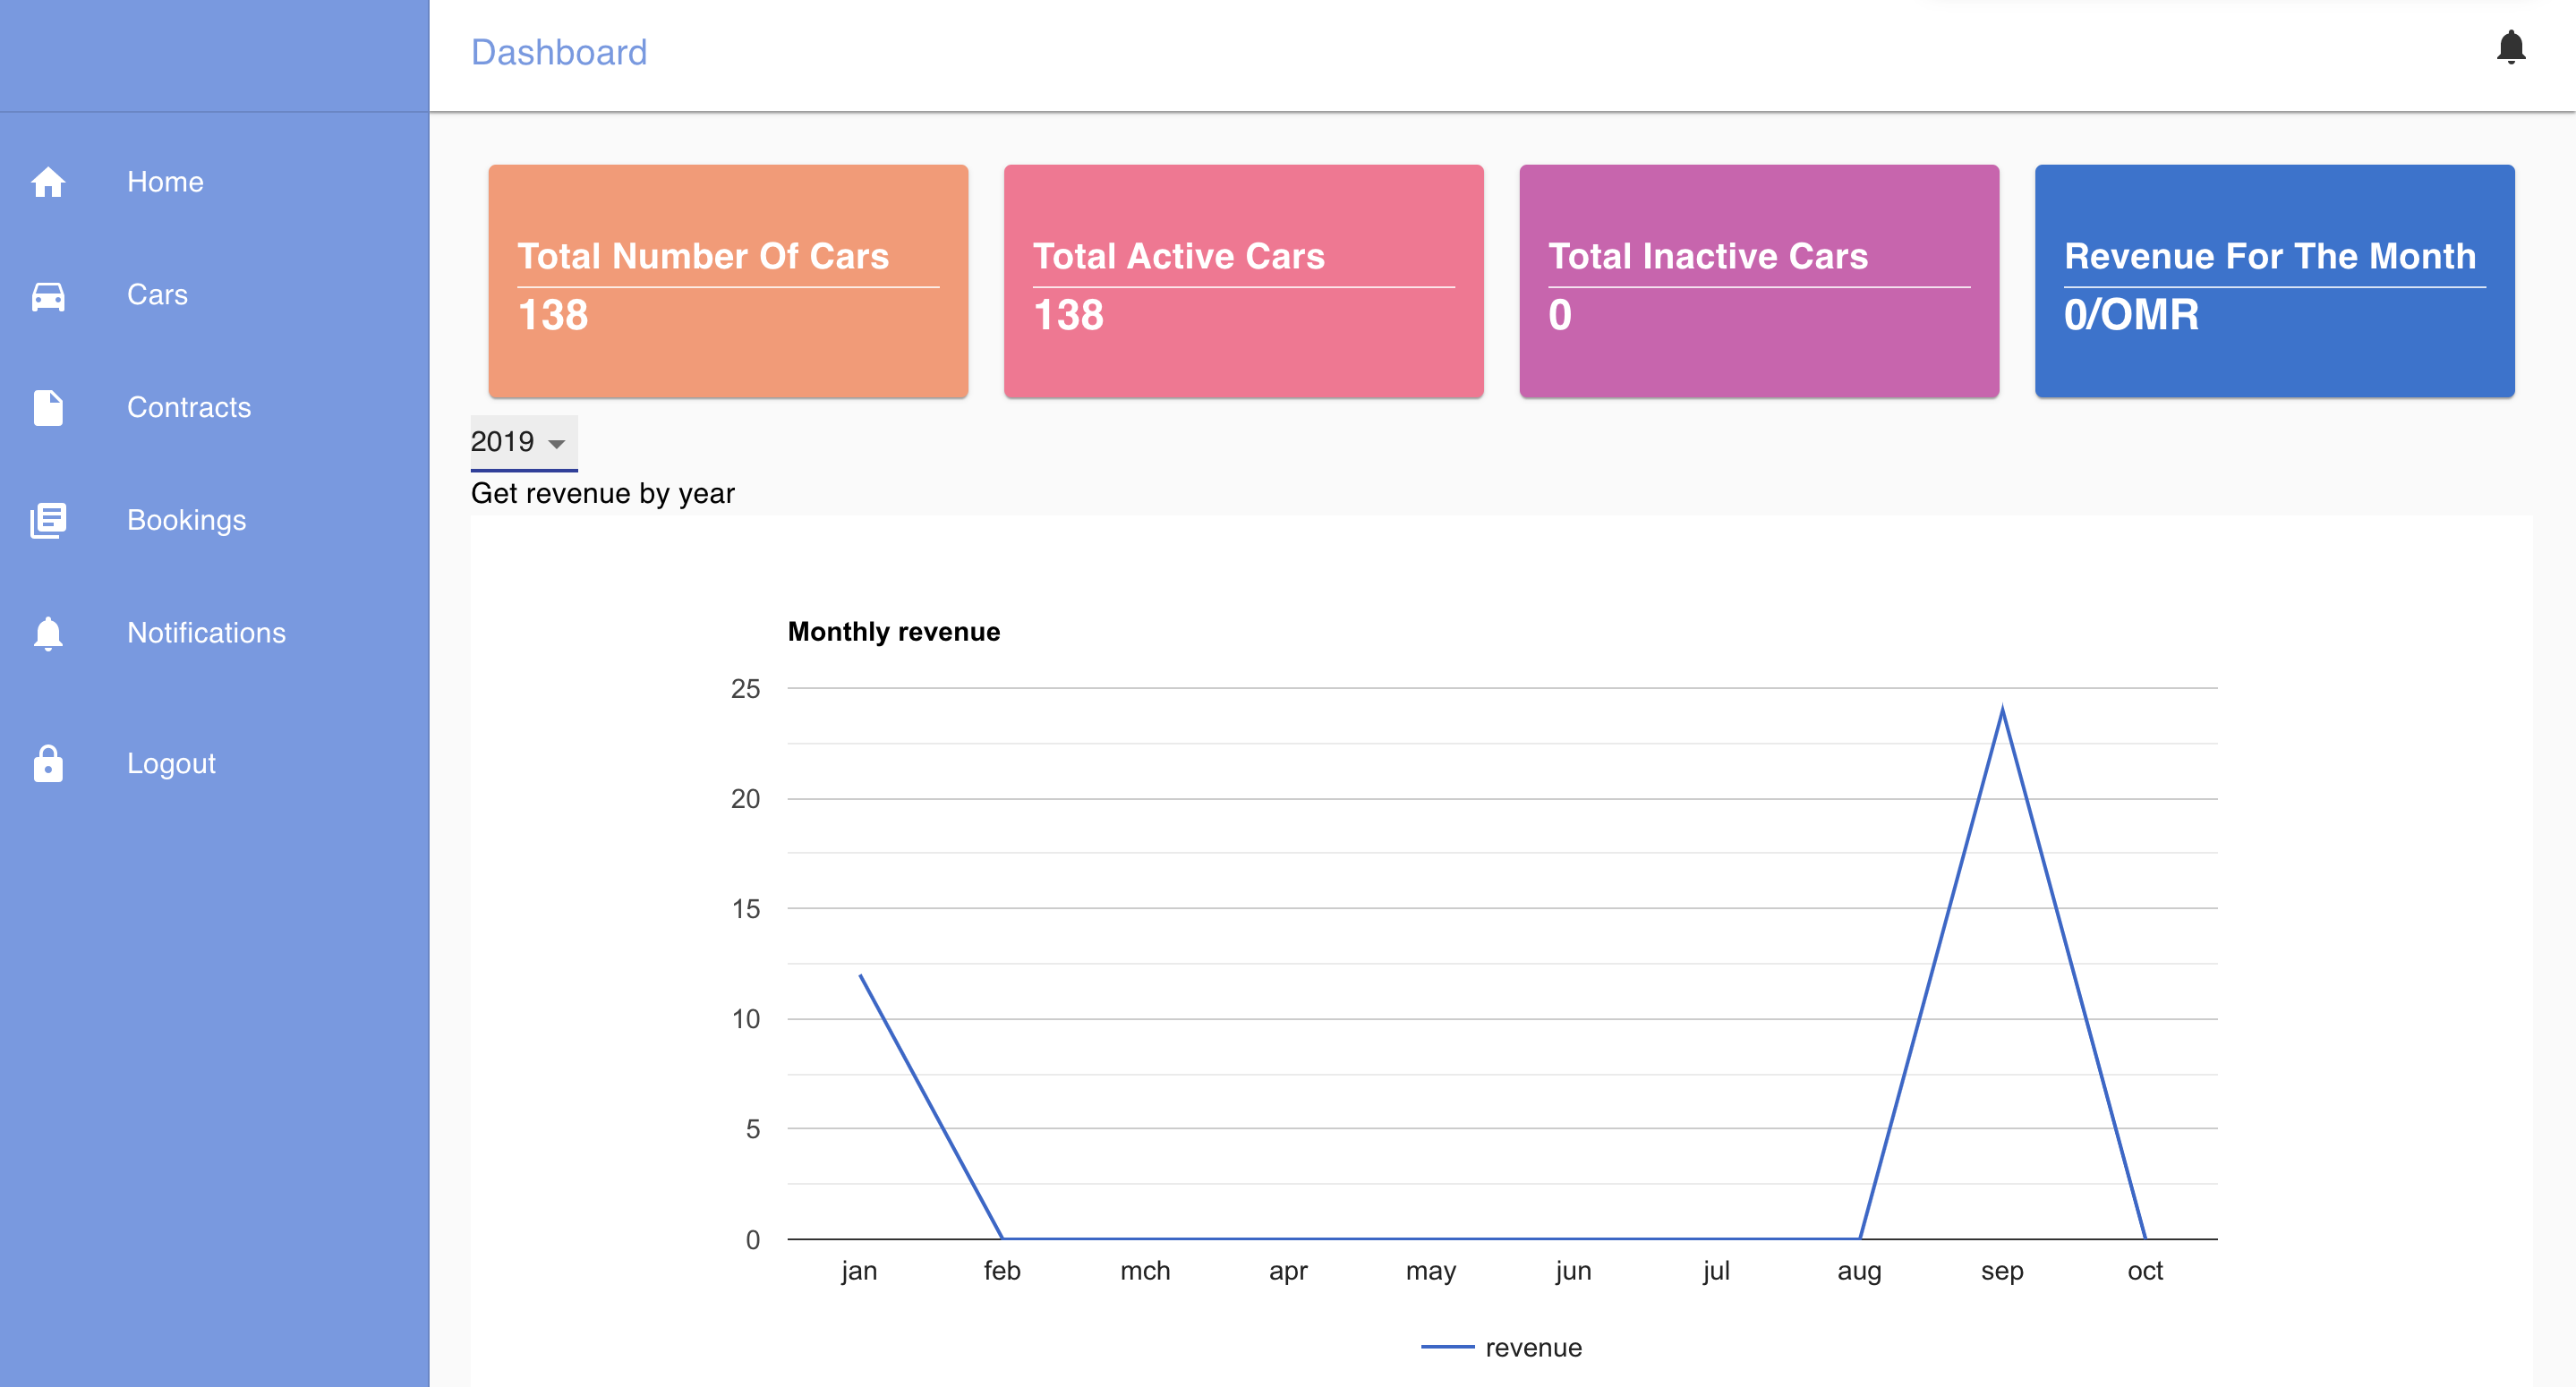 Dashboard
Home
Cars
Contracts
Bookings
Notifications
Logout
Total Number Of Cars
138
Total Active Cars
138
Total Inactive Cars
0
Revenue For The Month
0/OMR
2019
Get revenue by year
Monthly revenue
25
20
15
10
5
0
jan feb mch apr may jun jul aug sep oct
revenue